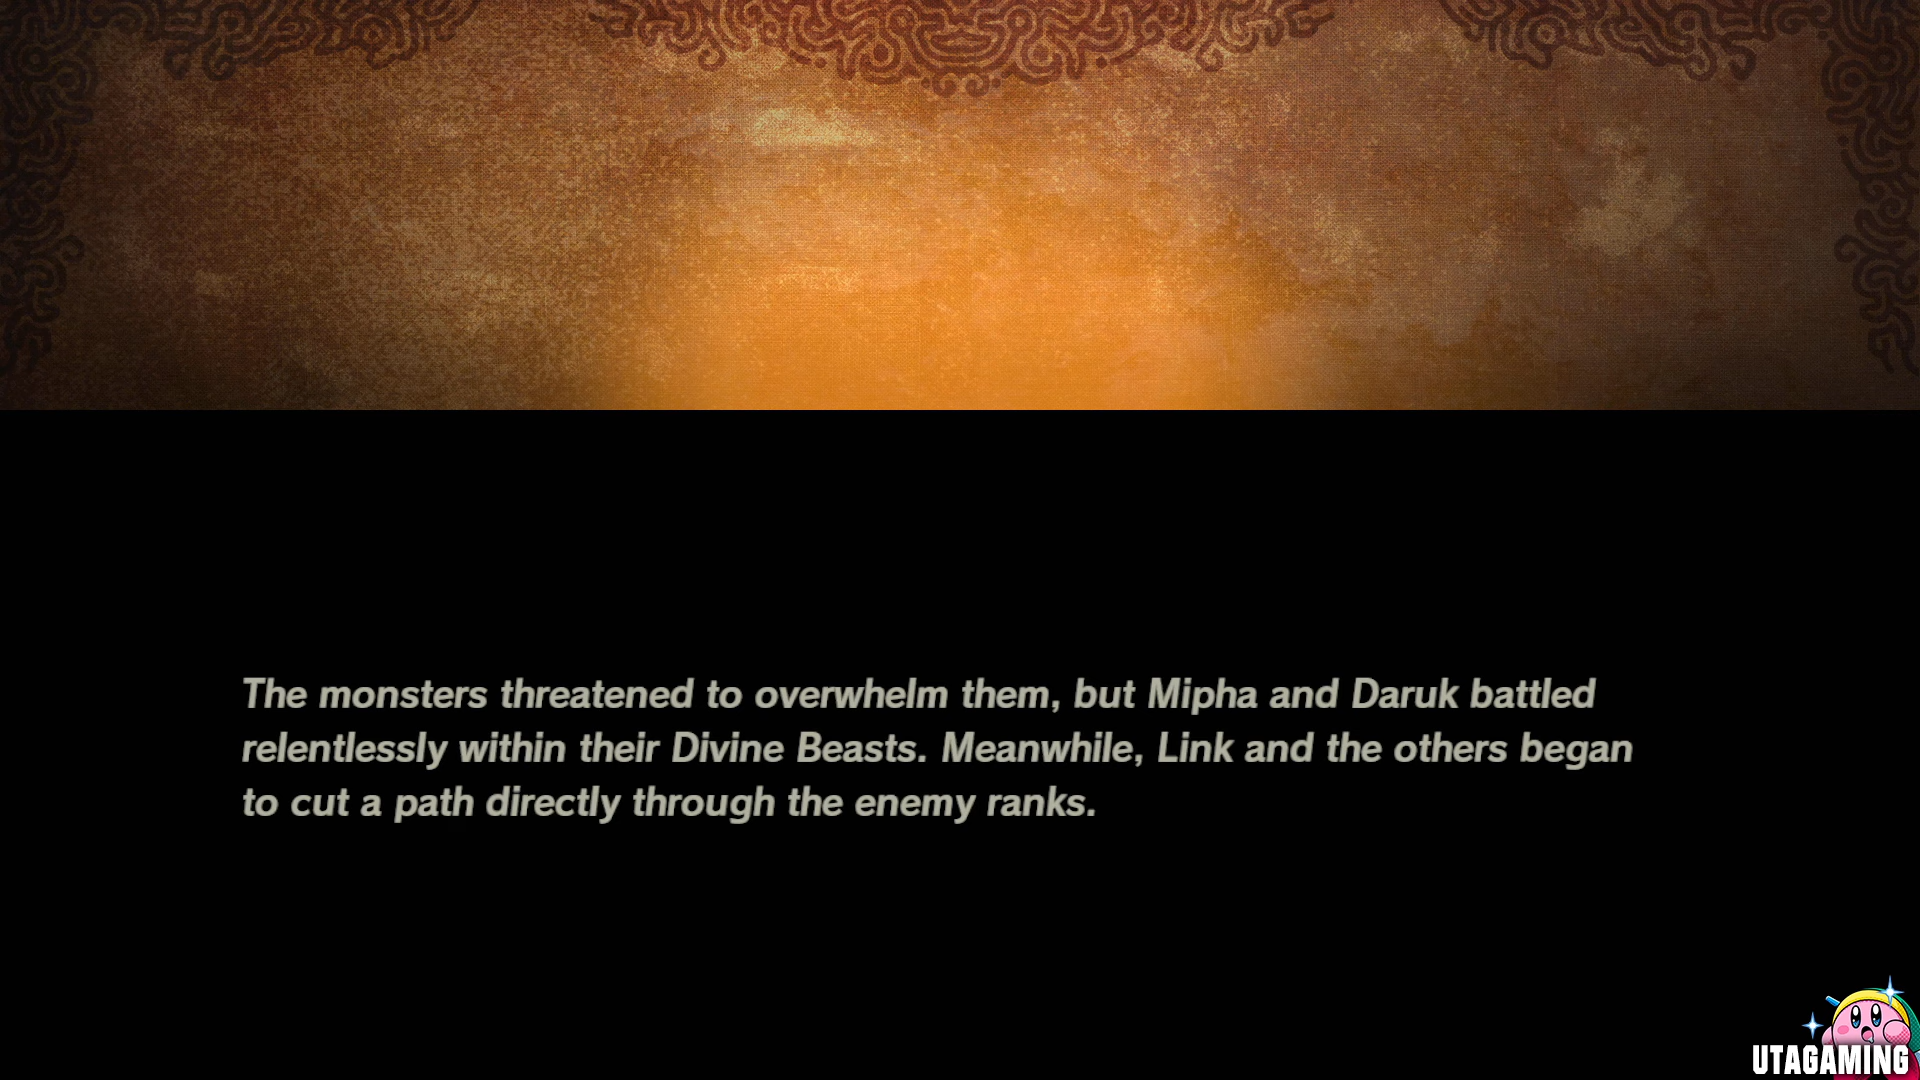 The monsters threatened to overwhelm them, but Mipha and Daruk battled
relentlessly within their Divine Beasts. Meanwhile, Link and the others began
to cut a path directly through the enemy ranks.
UTAGAMING